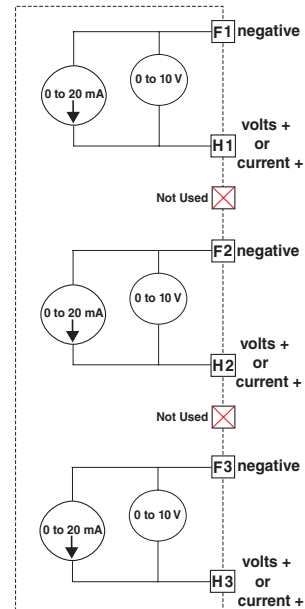 F1 negative
0 to 20 mA
0 to 10 V
H1
volts +
or
current +
Not Used
F2 negative
0 to 20 mA
0 to 10 V
H2
volts +
or
current +
Not Used
F3 negative
0 to 20 mA
0 to 10 V
H3
volts +
or
current +